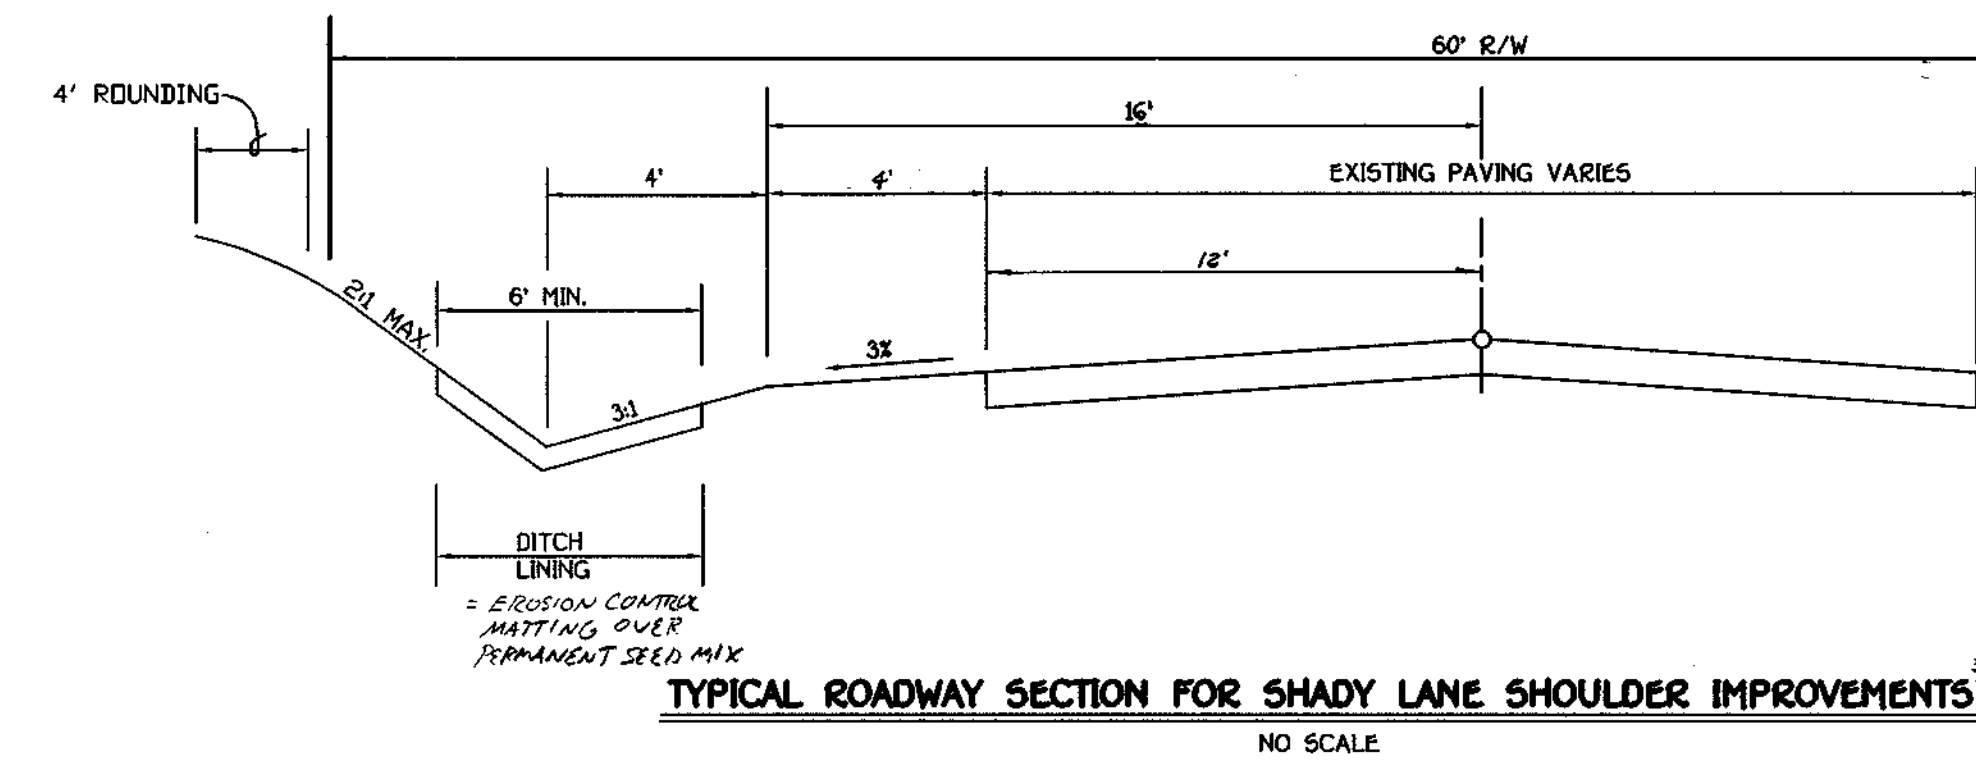 60' R/W
4' ROUNDING
16'
EXISTING PAVING VARIES
4'
4'
12'
2:1 MAX.
6' MIN.
3%
3:1
DITCH
LINING
= EROSION CONTROL
MATTING OVER
PERMANENT SEED MIX
TYPICAL ROADWAY SECTION FOR SHADY LANE SHOULDER IMPROVEMENTS
NO SCALE